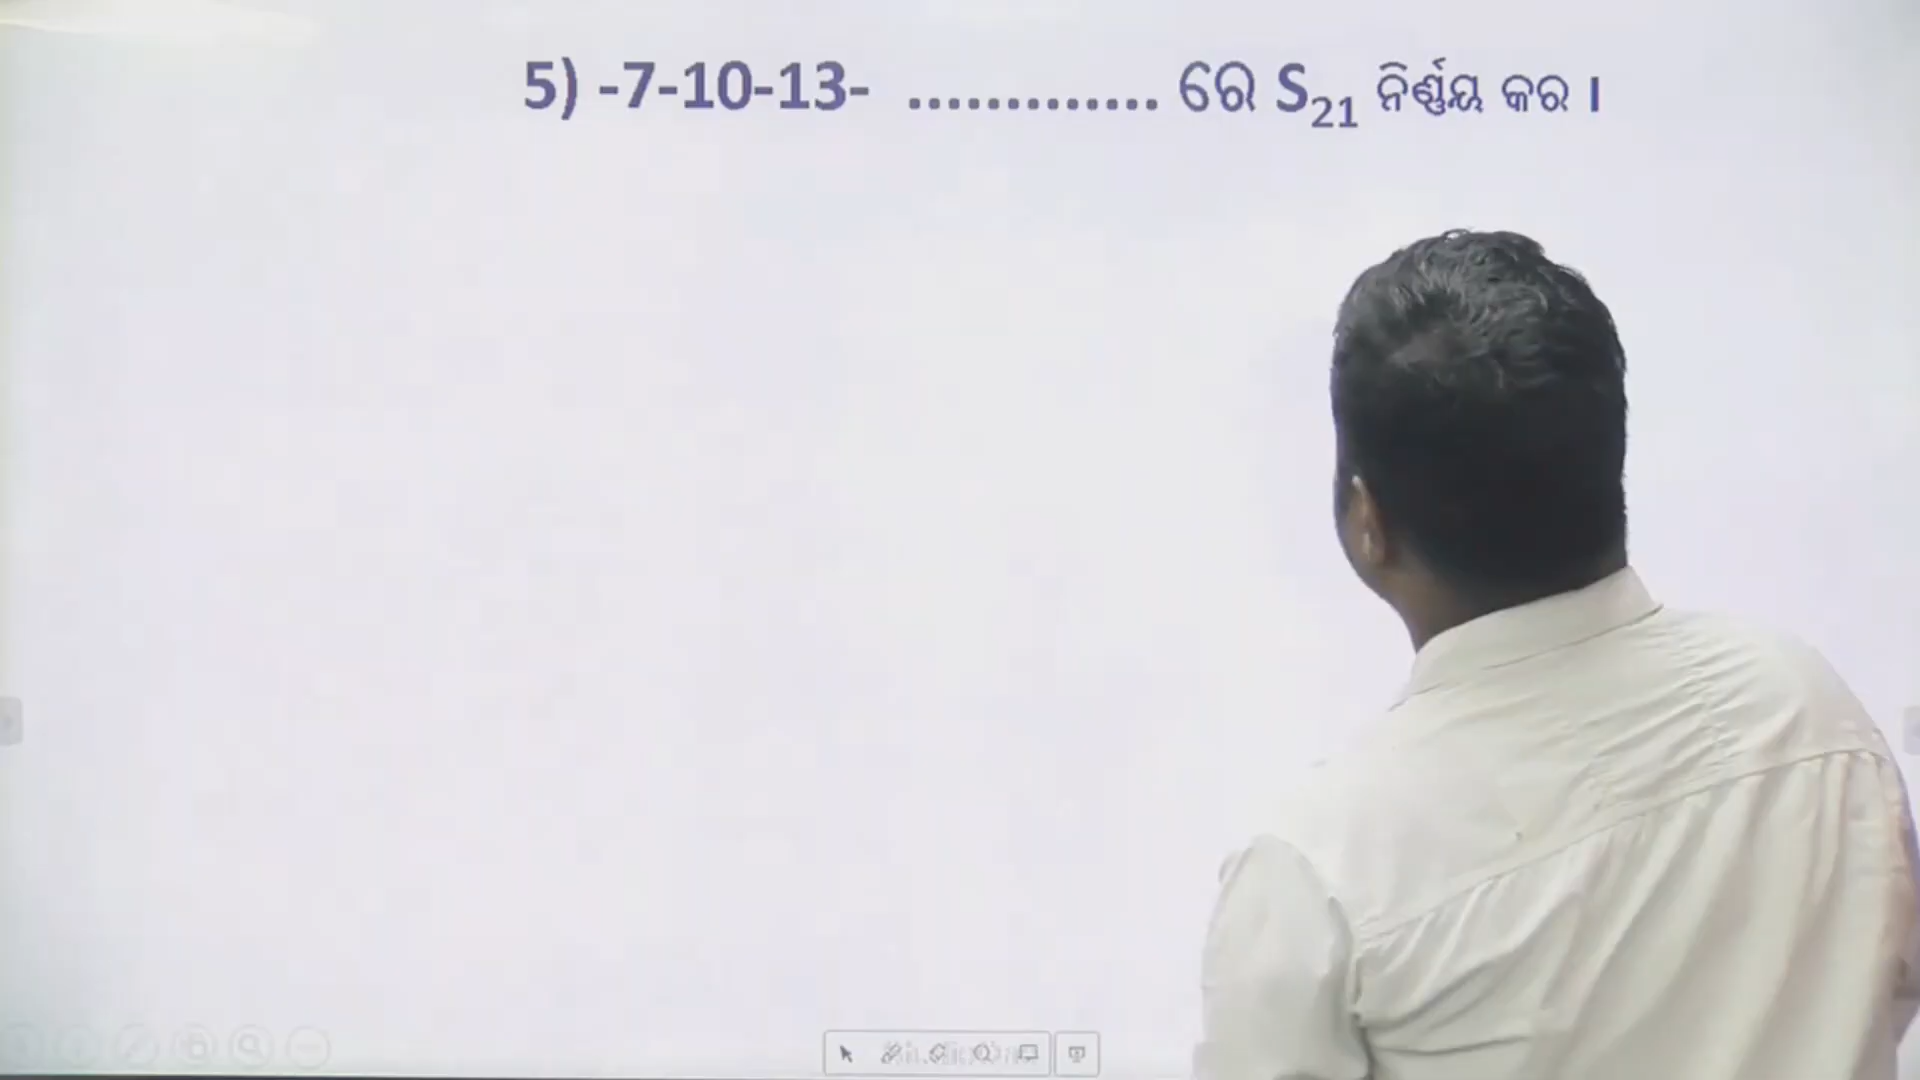 5) -7-10-13- ............. ରେ S₂₁ ନିର୍ଣ୍ଣୟ କର ।